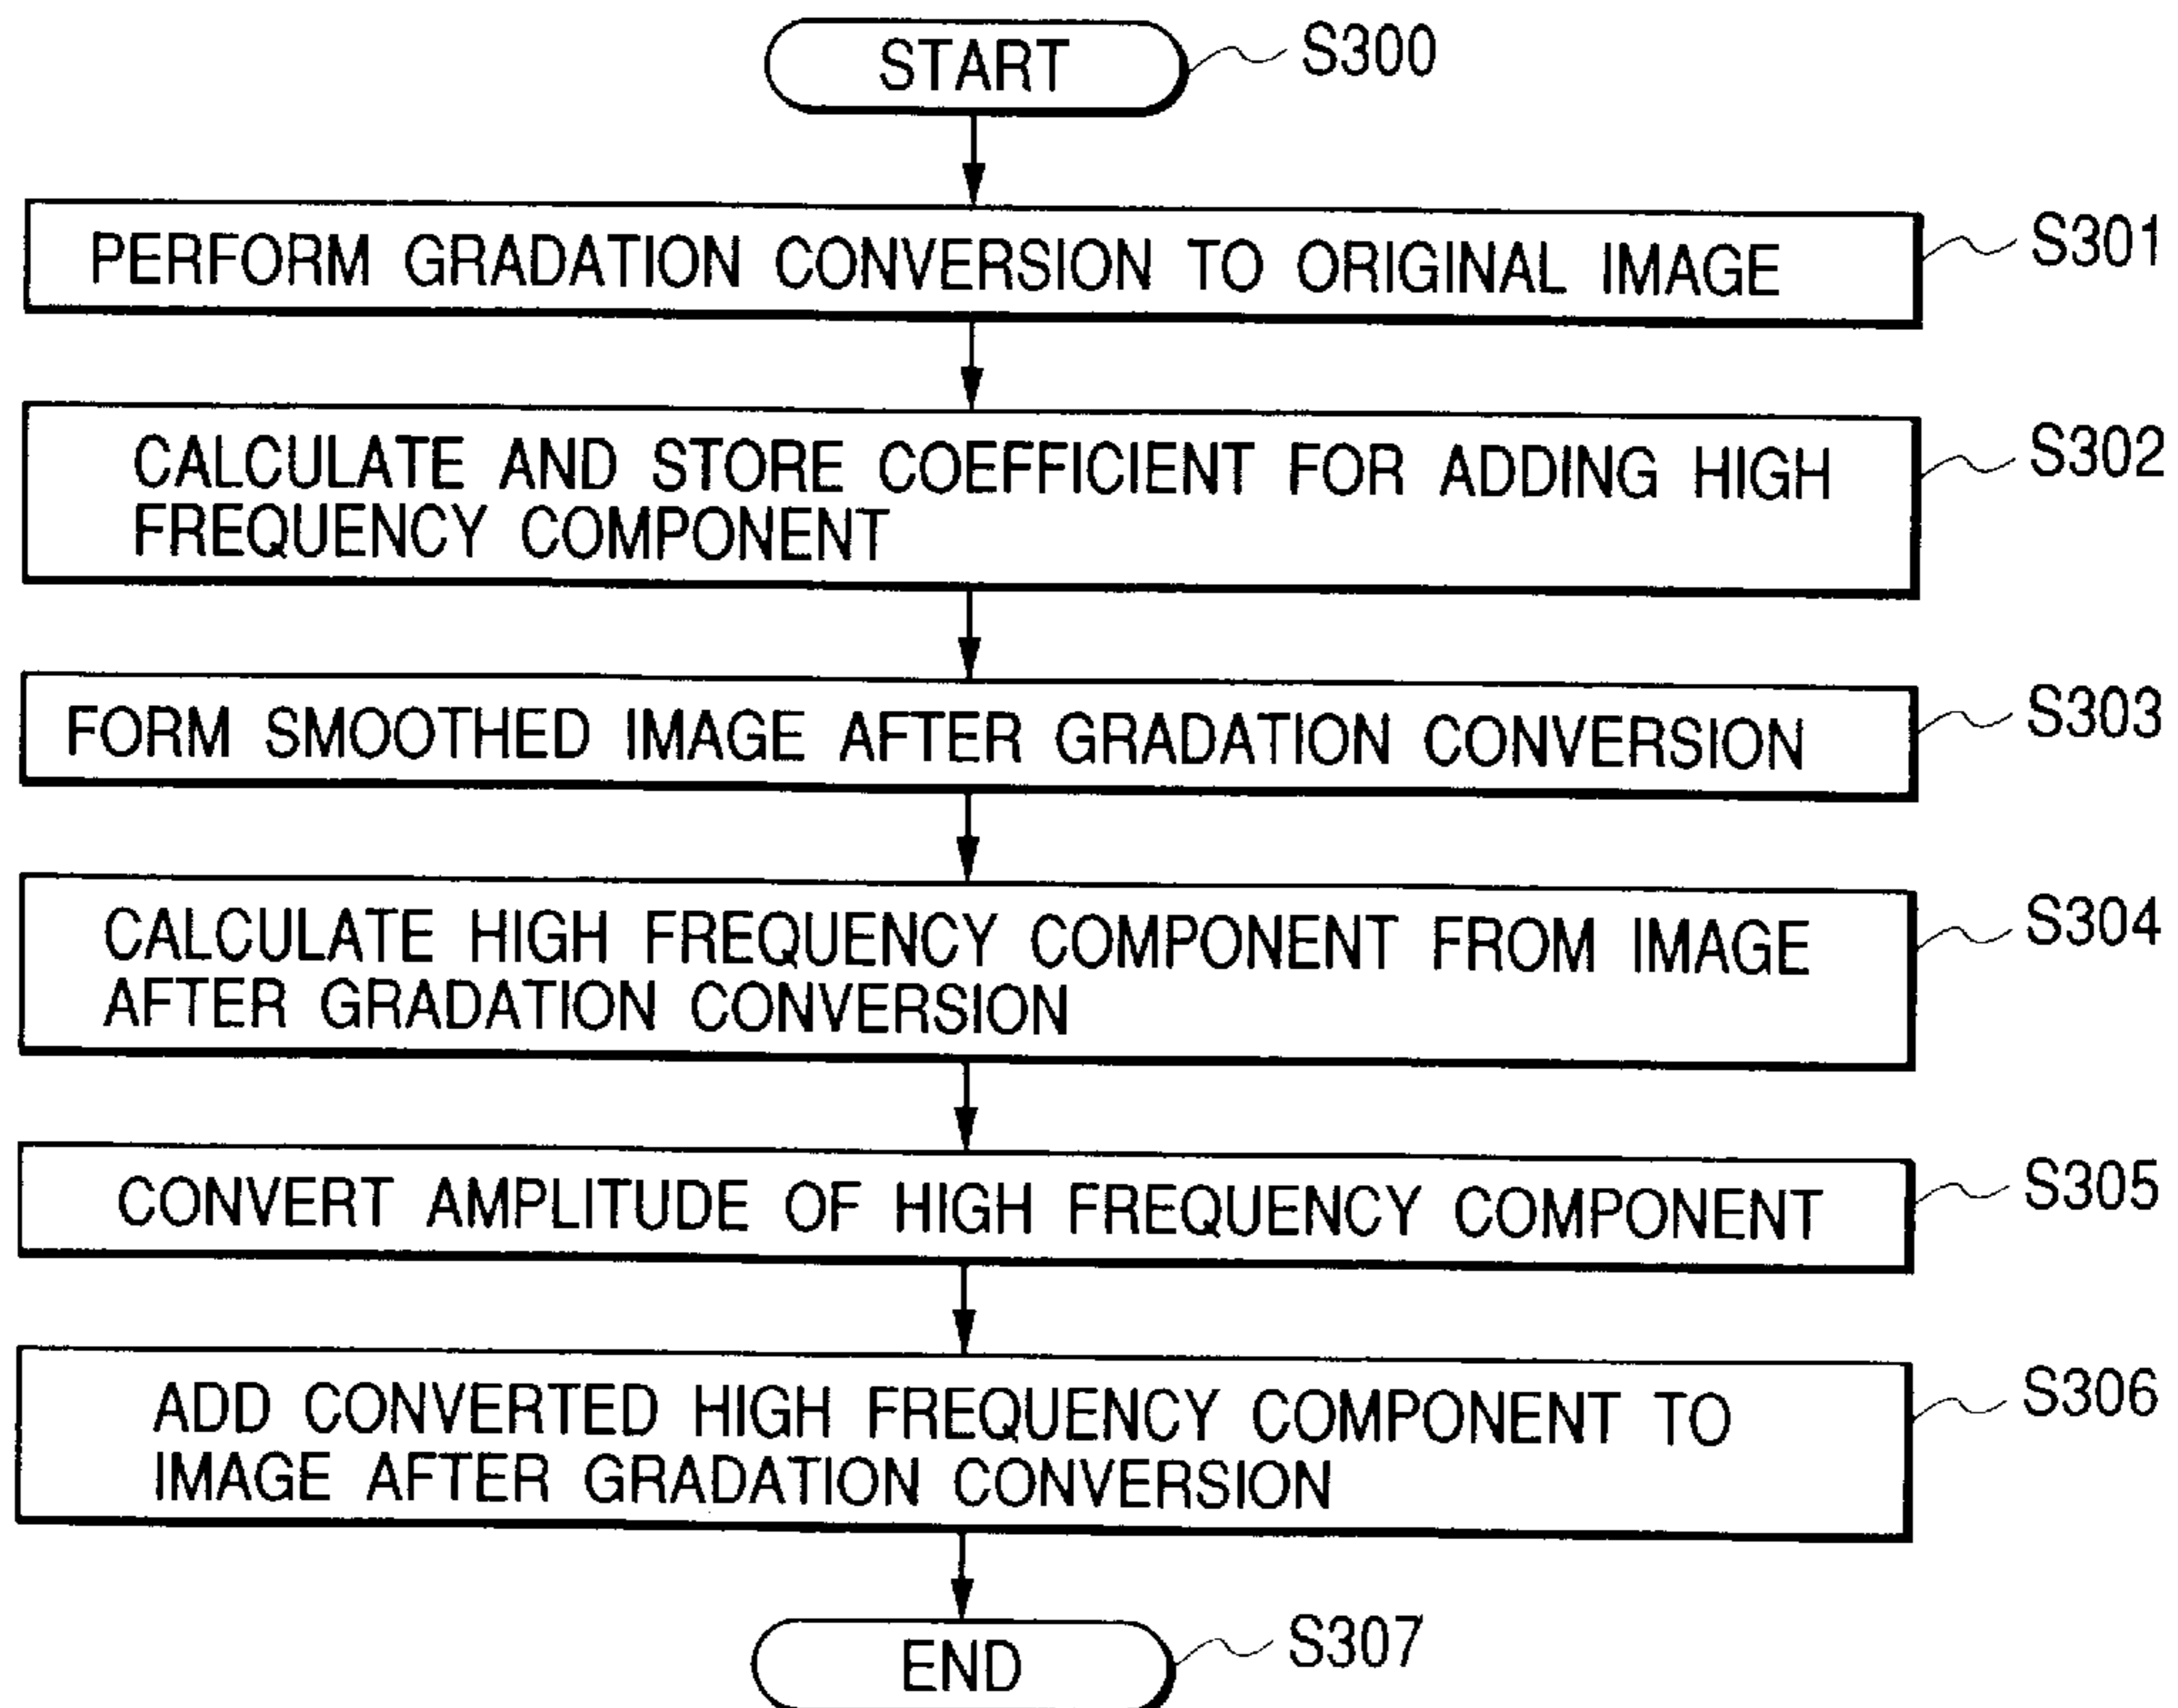 START
S300
PERFORM GRADATION CONVERSION TO ORIGINAL IMAGE
S301
CALCULATE AND STORE COEFFICIENT FOR ADDING HIGH
FREQUENCY COMPONENT
S302
FORM SMOOTHED IMAGE AFTER GRADATION CONVERSION
S303
CALCULATE HIGH FREQUENCY COMPONENT FROM IMAGE
AFTER GRADATION CONVERSION
S304
CONVERT AMPLITUDE OF HIGH FREQUENCY COMPONENT
S305
ADD CONVERTED HIGH FREQUENCY COMPONENT TO
IMAGE AFTER GRADATION CONVERSION
S306
END
S307